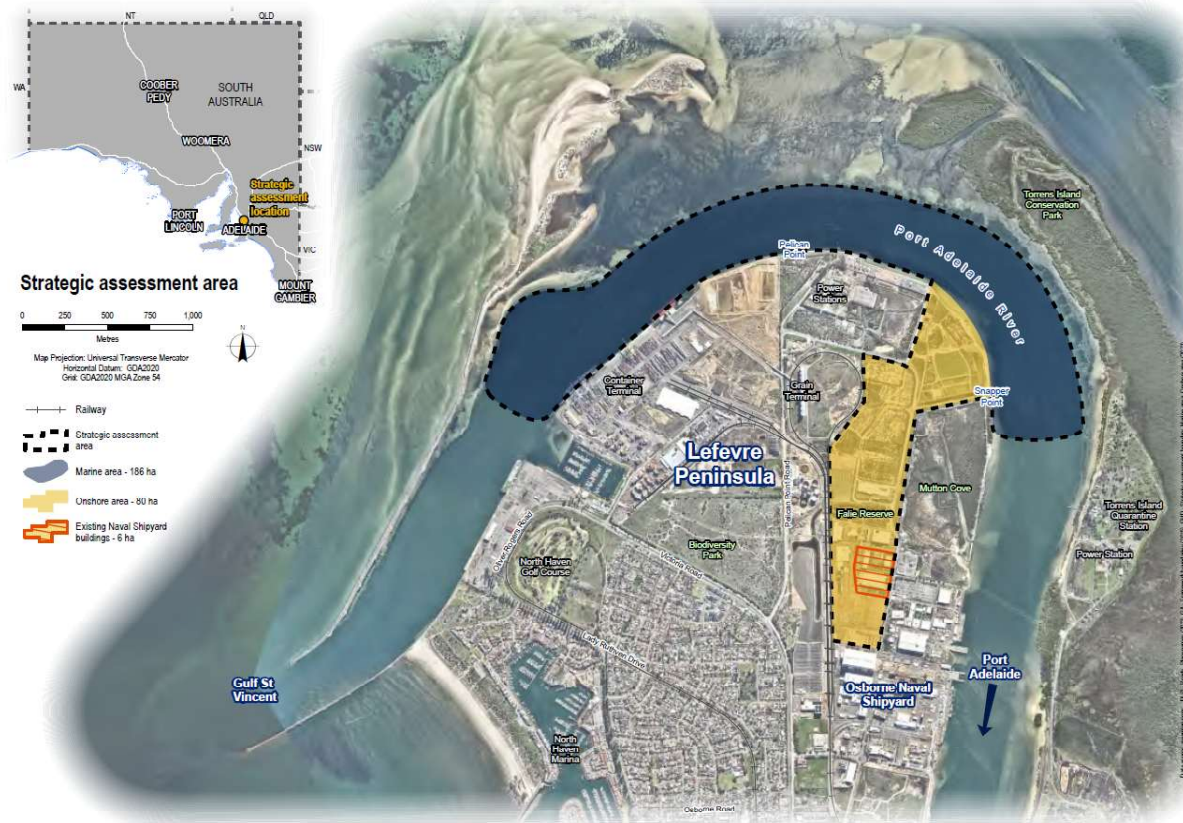 NT
QLD
WA
COOBER
PEDY
SOUTH
AUSTRALIA
WOOMERA
NSW
Strategic
assessment
location
PORT
LINCOLN
ADELAIDE
VIC
MOUNT
GAMBIER
Strategic assessment area
0 250 500 750 1,000
Metres
N
Map Projection: Universal Transverse Mercator
Horizontal Datum: GDA2020
Grid: GDA2020 MGA Zone 54
Railway
Strategic assessment
area
Marine area - 186 ha
Onshore area - 80 ha
Existing Naval Shipyard
buildings - 6 ha
Torrens Island
Conservation
Park
Port Adelaide River
Pelican
Point
Power
Stations
Container
Terminal
Grain
Terminal
Snapper
Point
Lefevre
Peninsula
Pelican Point Road
Mutton Cove
Falie Reserve
Torrens Island
Quarantine
Station
Power Station
Oliver Rogers Road
North Haven
Golf Course
Biodiversity
Park
Victoria Road
Lady Ruthven Drive
Gulf St
Vincent
Osborne Naval
Shipyard
Port
Adelaide
North
Haven
Marina
Osborne Road